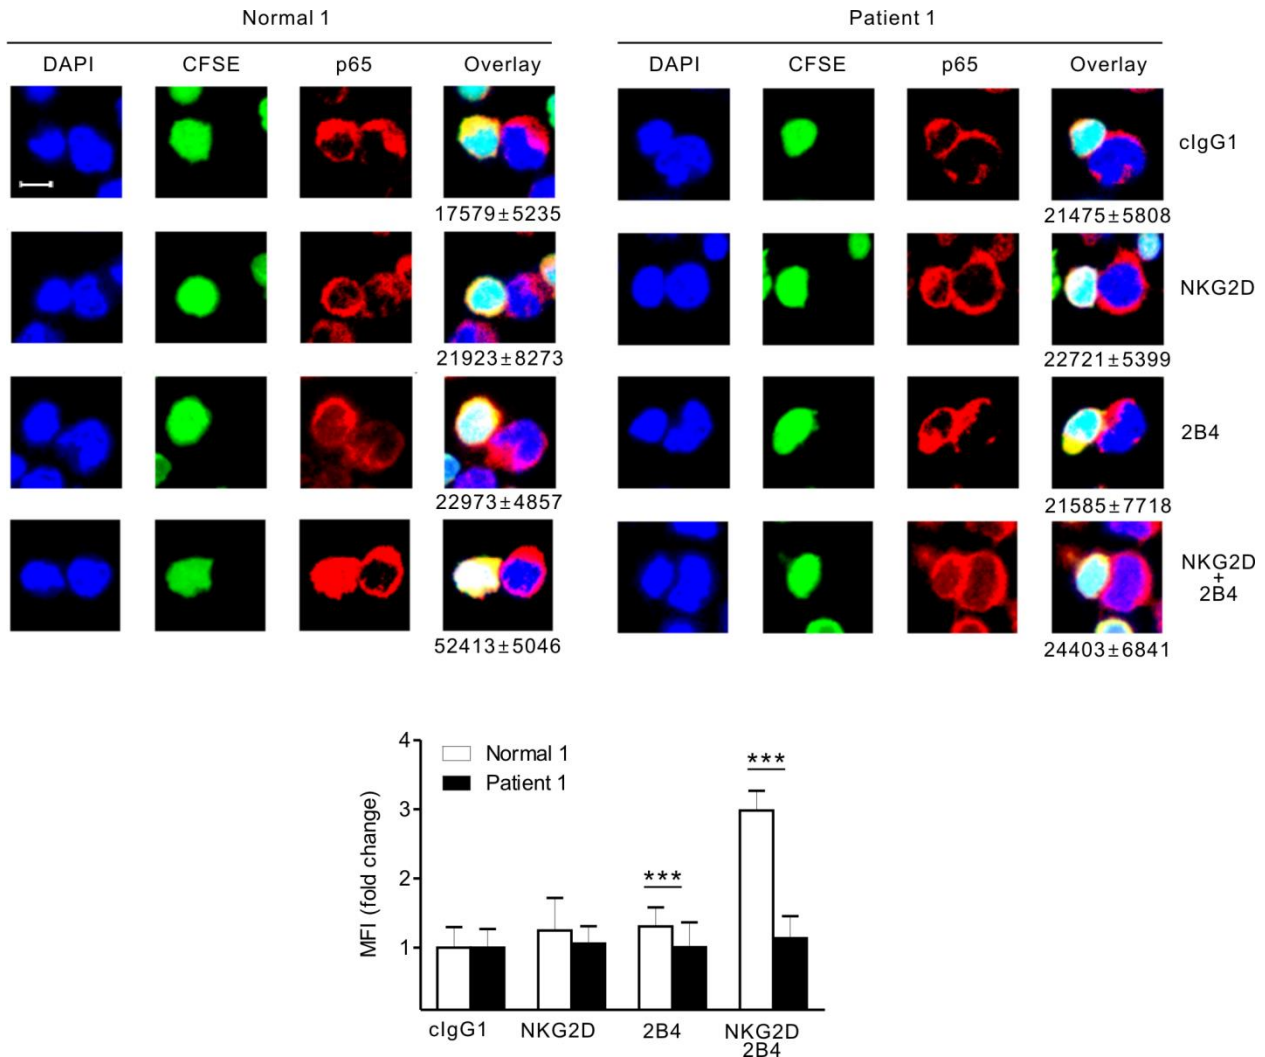 Normal 1 Patient 1
DAPI CFSE p65 Overlay DAPI CFSE p65 Overlay
cIgG1
17579±5235 21475±5808
NKG2D
21923±8273 22721±5399
2B4
22973±4857 21585±7718
NKG2D
+
2B4
52413±5046 24403±6841
4
Normal 1
***
Patient 1
3
MFI (fold change)
2
***
1
cIgG1 NKG2D 2B4 NKG2D
2B4